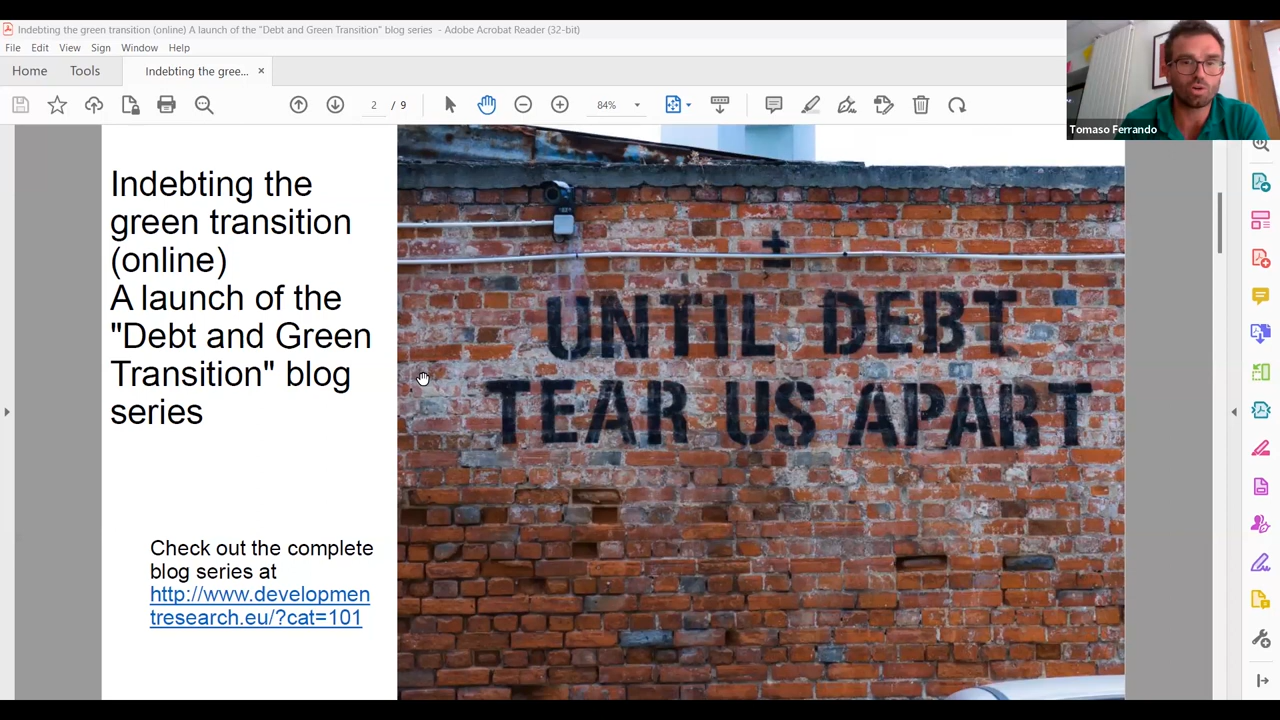 Indebting the green transition (online) A launch of the "Debt and Green Transition" blog series - Adobe Acrobat Reader (32-bit)
File Edit View Sign Window Help
Home Tools Indebting the gree... ×
2 / 9 84%
Tomaso Ferrando
Indebting the
green transition
(online)
A launch of the
"Debt and Green
Transition" blog
series
Check out the complete
blog series at
http://www.developmen
tresearch.eu/?cat=101
±
UNTIL DEBT
TEAR US APART